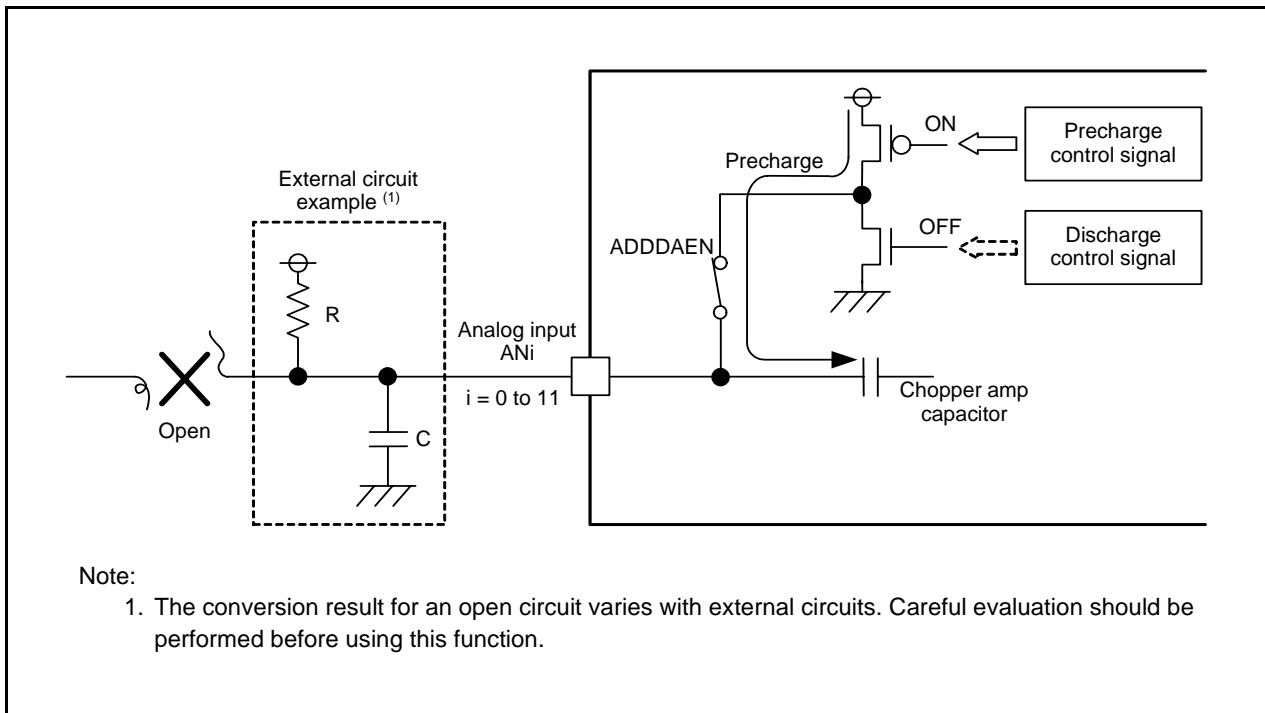 ON
Precharge
control signal
Precharge
External circuit
example (1)
OFF
Discharge
control signal
ADDDAEN
R
Analog input
ANi
i = 0 to 11
Chopper amp
capacitor
Open
C
Note:
1. The conversion result for an open circuit varies with external circuits. Careful evaluation should be
performed before using this function.